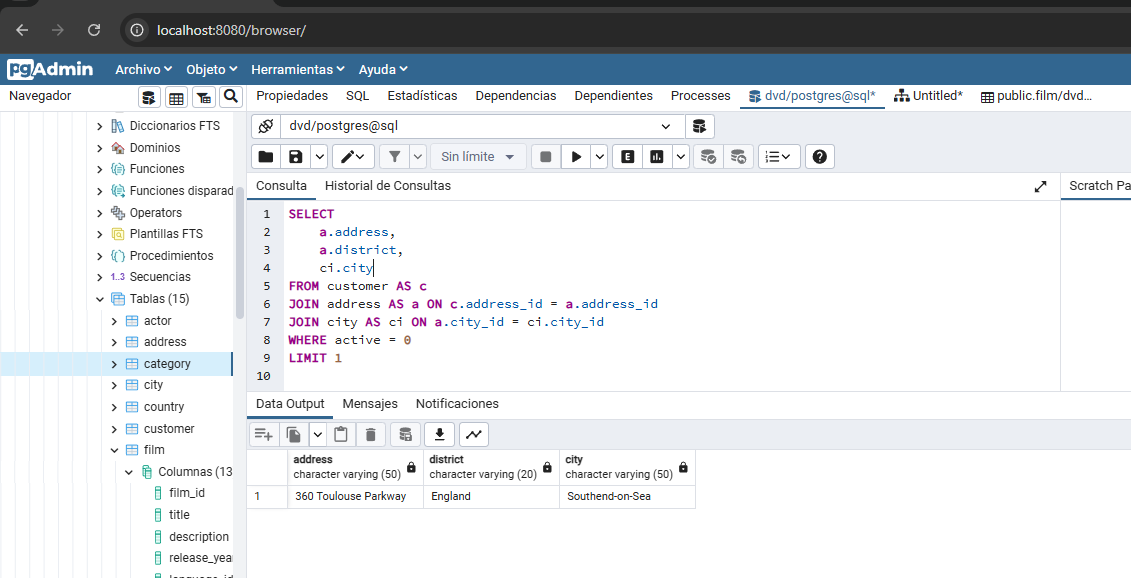 localhost:8080/browser/
pgAdmin Archivo Objeto Herramientas Ayuda
Navegador
Propiedades SQL Estadísticas Dependencias Dependientes Processes dvd/postgres@sql* Untitled* public.film/dvd...
dvd/postgres@sql
Sin límite
Consulta Historial de Consultas
Scratch Pa
Diccionarios FTS
Dominios
Funciones
Funciones disparad
Operators
Plantillas FTS
Procedimientos
1..3 Secuencias
Tablas (15)
actor
address
category
city
country
customer
film
Columnas (13
film_id
title
description
release_yea
language_id
1 SELECT
2 a.address,
3 a.district,
4 ci.city
5 FROM customer AS c
6 JOIN address AS a ON c.address_id = a.address_id
7 JOIN city AS ci ON a.city_id = ci.city_id
8 WHERE active = 0
9 LIMIT 1
10
Data Output Mensajes Notificaciones
address district city
character varying (50) character varying (20) character varying (50)
1 360 Toulouse Parkway England Southend-on-Sea